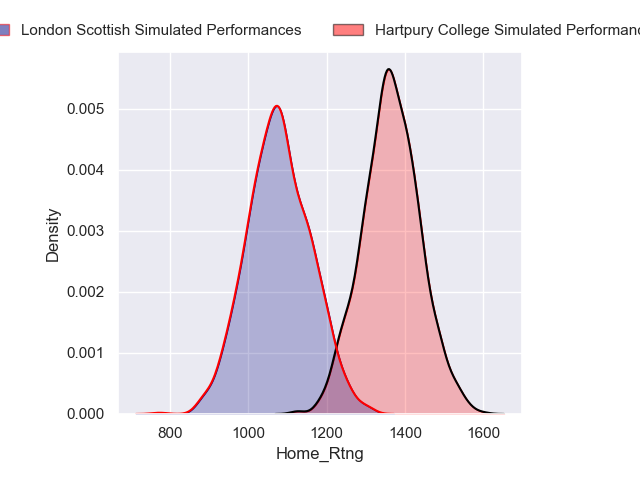 London Scottish Simulated Performances
Hartpury College Simulated
0.005
0.004
0.003
0.002
0.001
0.000
Density
800 1000 1200 1400 1600
Home_Rtng